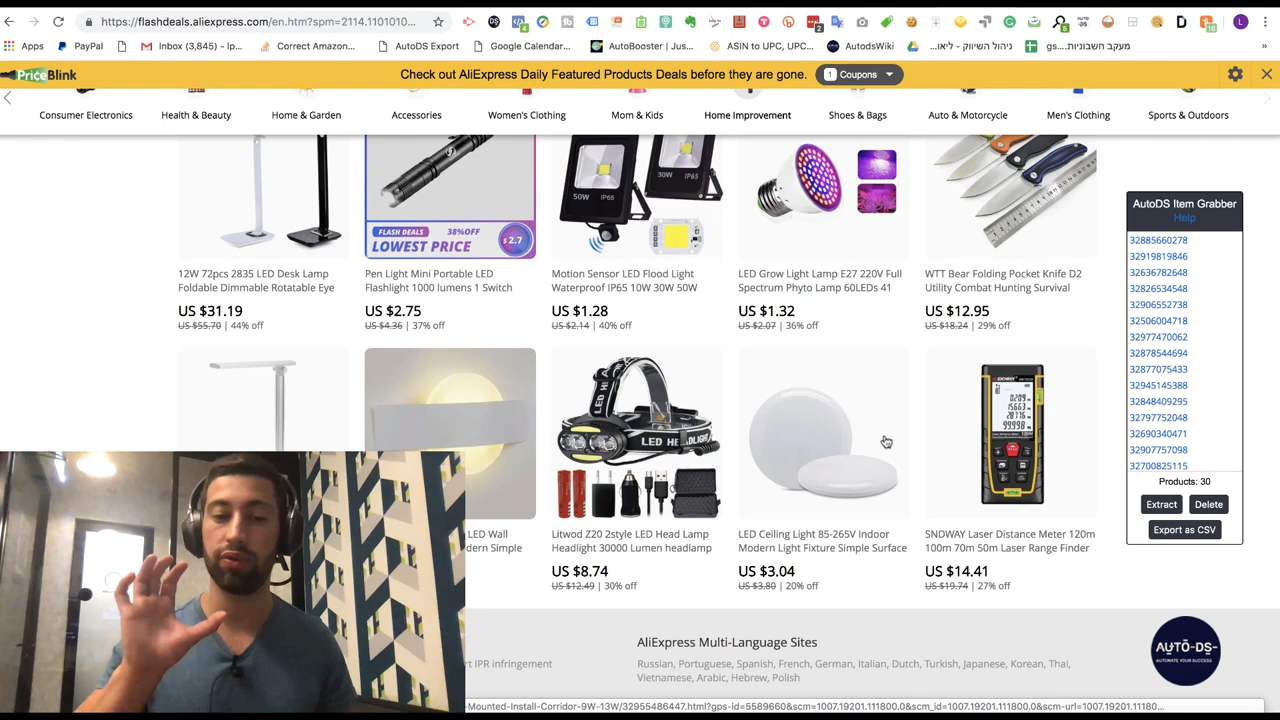 https://flashdeals.aliexpress.com/en.htm?spm=2114.1101010...
Apps
PayPal
Inbox (3,845) - lp...
Correct Amazon...
AutoDS Export
Google Calendar...
AutoBooster | Jus...
ASIN to UPC, UPC...
AutodsWiki
ניהול השיווק - ליאו...
מעקב חשבוניות...gs
»
PriceBlink
Check out AliExpress Daily Featured Products Deals before they are gone.
1 Coupons
Consumer Electronics
Health & Beauty
Home & Garden
Accessories
Women's Clothing
Mom & Kids
Home Improvement
Shoes & Bags
Auto & Motorcycle
Men's Clothing
Sports & Outdoors
FLASH DEALS 38%OFF
LOWEST PRICE
$2.7
50W IP65
30W IP65
12W 72pcs 2835 LED Desk Lamp
Foldable Dimmable Rotatable Eye
US $31.19
US $55.70 | 44% off
Pen Light Mini Portable LED
Flashlight 1000 lumens 1 Switch
US $2.75
US $4.36 | 37% off
Motion Sensor LED Flood Light
Waterproof IP65 10W 30W 50W
US $1.28
US $2.14 | 40% off
LED Grow Light Lamp E27 220V Full
Spectrum Phyto Lamp 60LEDs 41
US $1.32
US $2.07 | 36% off
WTT Bear Folding Pocket Knife D2
Utility Combat Hunting Survival
US $12.95
US $18.24 | 29% off
AutoDS Item Grabber
Help
32885660278
32919819846
32636782648
32826534548
32906552738
32506004718
32977470062
32878544694
32877075433
32945145388
32848409295
32797752048
32690340471
32907757098
32700825115
Products: 30
Extract
Delete
Export as CSV
LED HE
SNDWAY
LED Wall
dern Simple
Litwod Z20 2style LED Head Lamp
Headlight 30000 Lumen headlamp
US $8.74
US $12.49 | 30% off
LED Ceiling Light 85-265V Indoor
Modern Light Fixture Simple Surface
US $3.04
US $3.80 | 20% off
SNDWAY Laser Distance Meter 120m
100m 70m 50m Laser Range Finder
US $14.41
US $19.74 | 27% off
rt IPR infringement
AliExpress Multi-Language Sites
Russian, Portuguese, Spanish, French, German, Italian, Dutch, Turkish, Japanese, Korean, Thai,
Vietnamese, Arabic, Hebrew, Polish
AUTO-DS-
AUTOMATE YOUR SUCCESS
-Mounted-Install-Corridor-9W-13W/32955486447.html?gps-id=5589660&scm=1007.19201.111800.0&scm_id=1007.19201.111800.0&scm-url=1007.19201.11180...